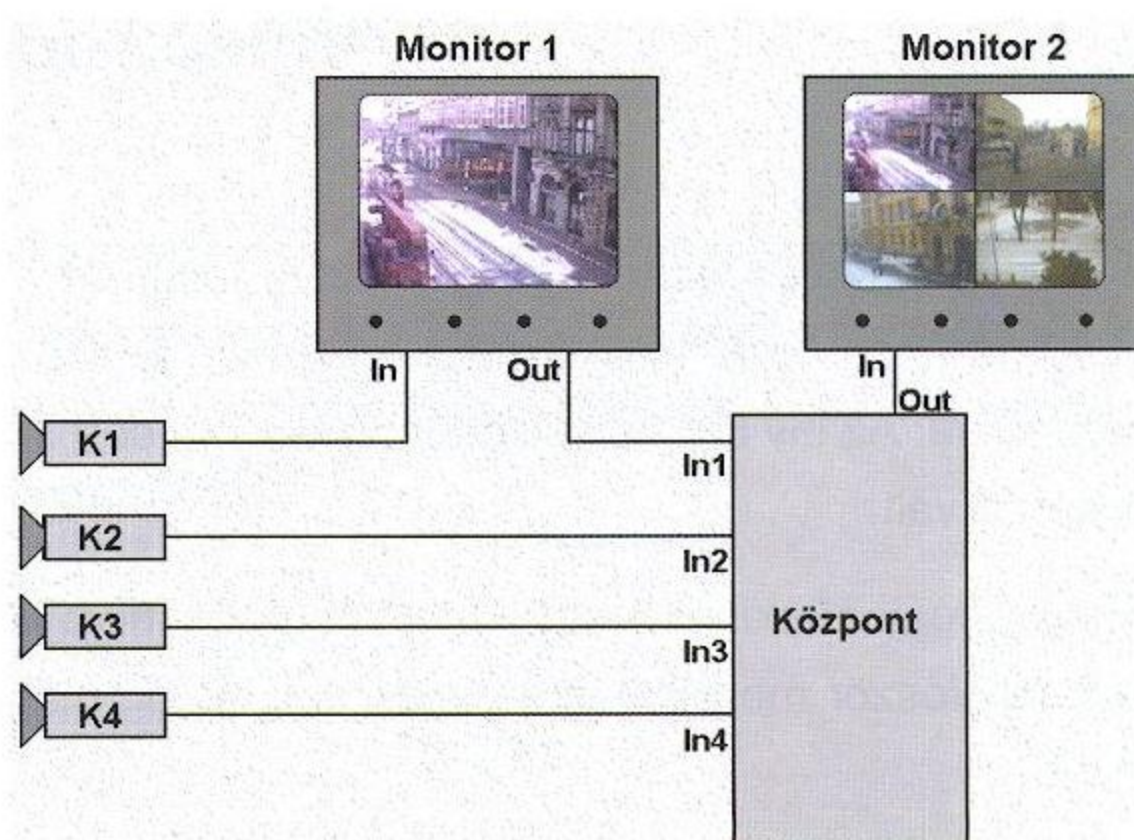 Monitor 1
Monitor 2
In
Out
In
Out
K1
In1
K2
In2
K3
In3
K4
In4
Központ